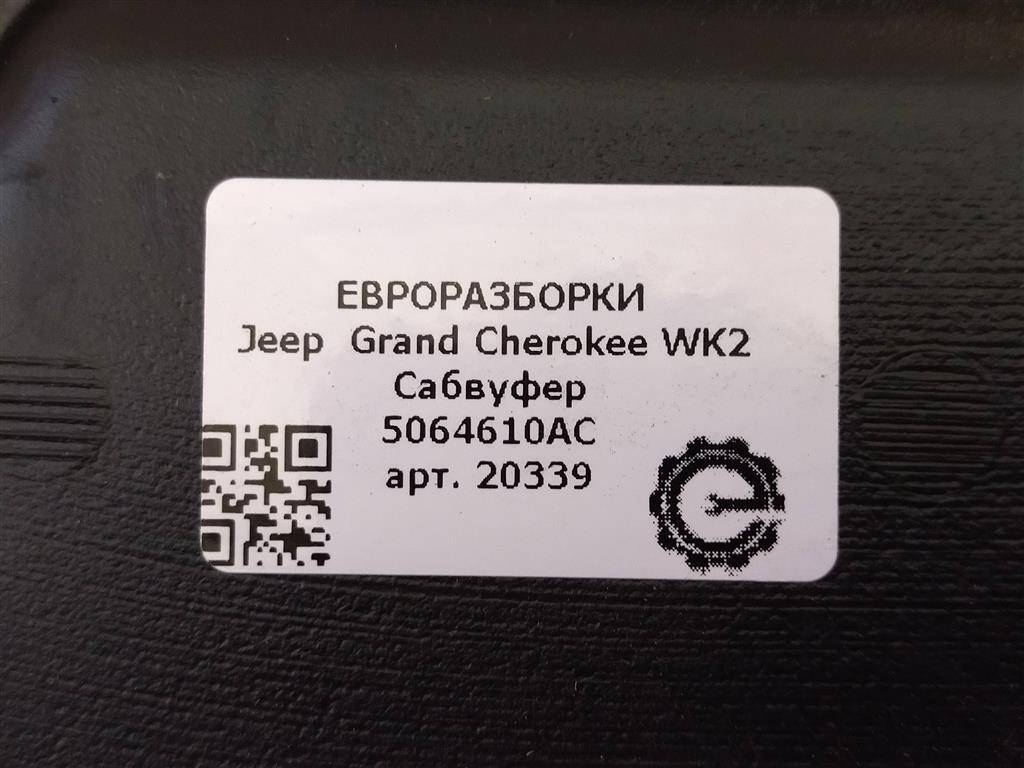 ЕВРОРАЗБОРКИ
Jeep Grand Cherokee WK2
Сабвуфер
5064610AC
арт. 20339